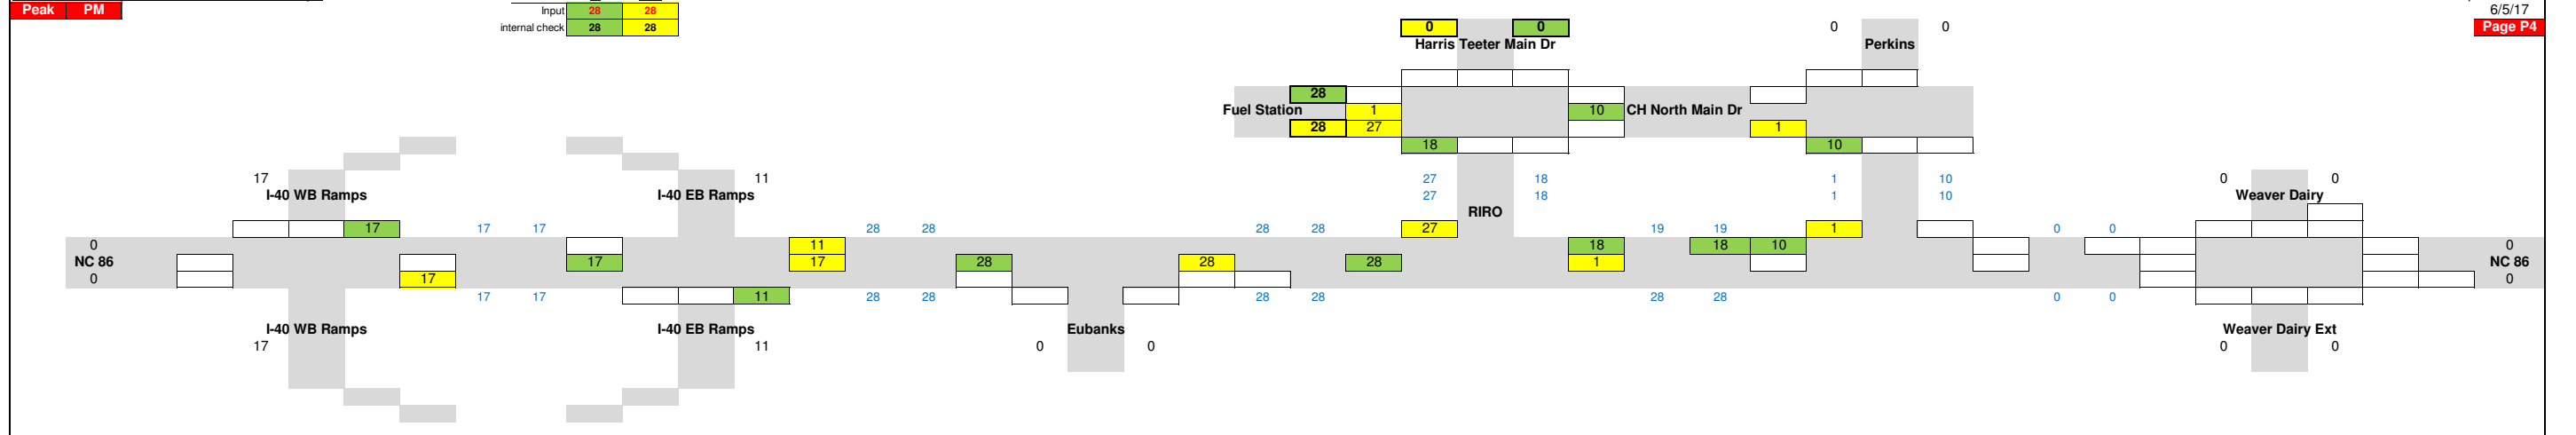 Peak PM Input 28 28 6/5/17
internal check 28 28 0 0 0 0 Page P4
Harris Teeter Main Dr Perkins
28
Fuel Station 1 10 CH North Main Dr
28 27 1
18 10
17 11 27 18 1 10 0 0
I-40 WB Ramps I-40 EB Ramps 27 18 1 10 Weaver Dairy
RIRO
17 17 17 28 28 28 28 27 19 19 1 0 0
0 11 18 18 10 0
NC 86 17 17 28 28 28 1 NC 86
0 17 0
17 17 11 28 28 28 28 28 28 0 0
I-40 WB Ramps I-40 EB Ramps Eubanks Weaver Dairy Ext
17 11 0 0 0 0